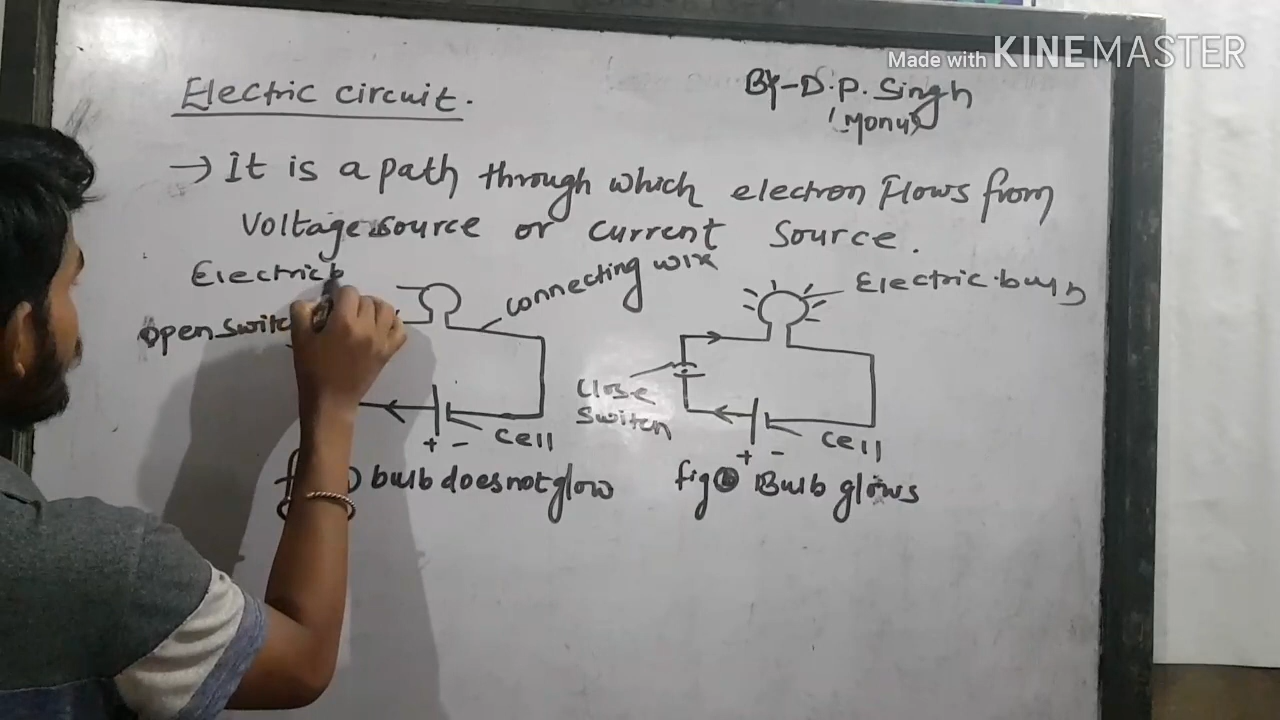 Made with KINEMASTER
Electric circuit.
By-D.P. Singh
(Monu)
→ It is a path through which electron flows from
Voltage source or current source.
Electric b
connecting wire
Electric bulb
Open switc
Close
Switch
+ - Cell
+ - Cell
bulb does not glow
fig Bulb glows